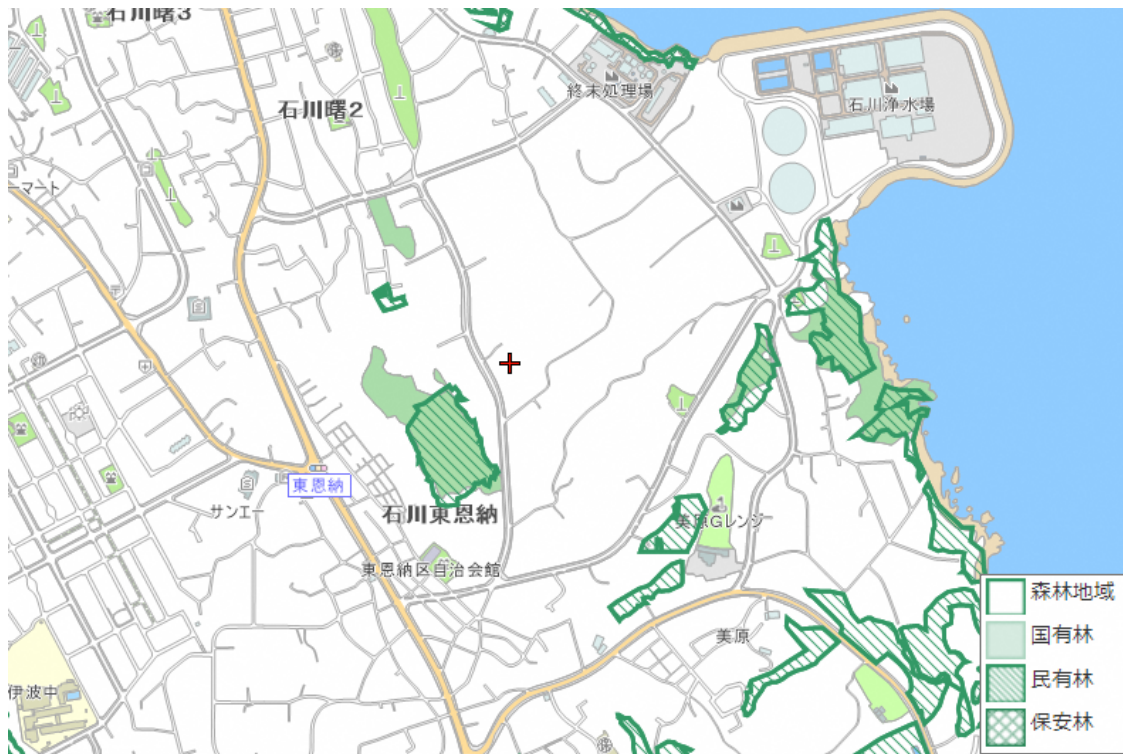 石川曙3
石川曙2
終末処理場
石川浄水場
ーマート
東恩納
サンエー
石川東恩納
美原Gレンジ
東恩納区自治会館
美原
伊波中
森林地域
国有林
民有林
保安林